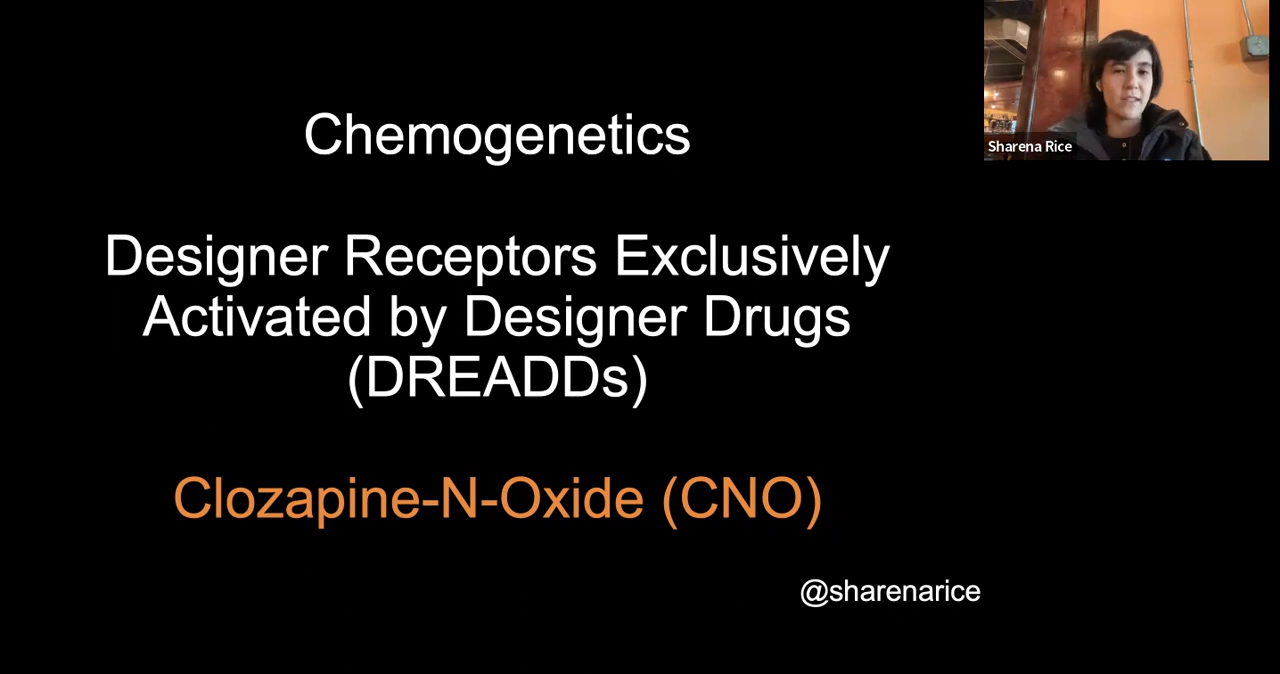 Chemogenetics
Designer Receptors Exclusively
Activated by Designer Drugs
(DREADDs)
Clozapine-N-Oxide (CNO)
@sharenarice
Sharena Rice